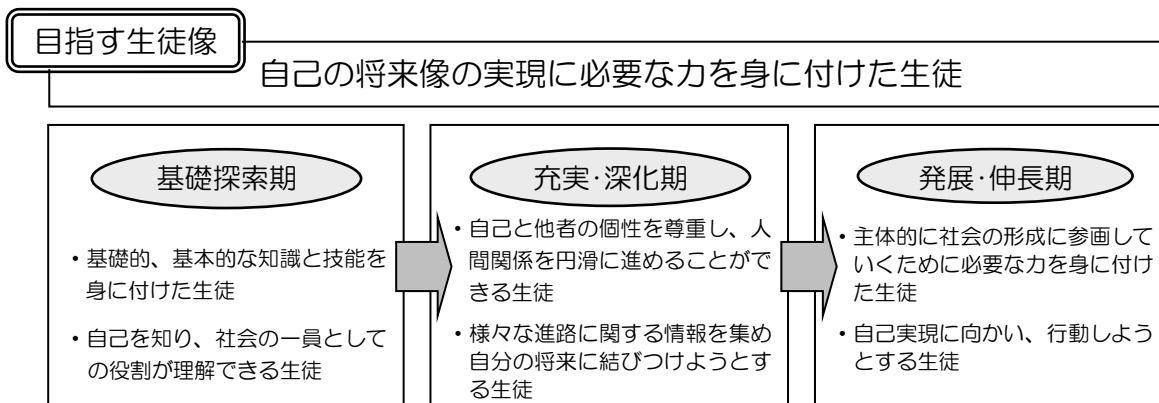 目指す生徒像
自己の将来像の実現に必要な力を身に付けた生徒
基礎探索期
・基礎的、基本的な知識と技能を
身に付けた生徒
・自己を知り、社会の一員として
の役割が理解できる生徒
充実・深化期
・自己と他者の個性を尊重し、人
間関係を円滑に進めることがで
きる生徒
・様々な進路に関する情報を集め
自分の将来に結びつけようとす
る生徒
発展・伸長期
・主体的に社会の形成に参画して
いくために必要な力を身に付け
た生徒
・自己実現に向かい、行動しよう
とする生徒